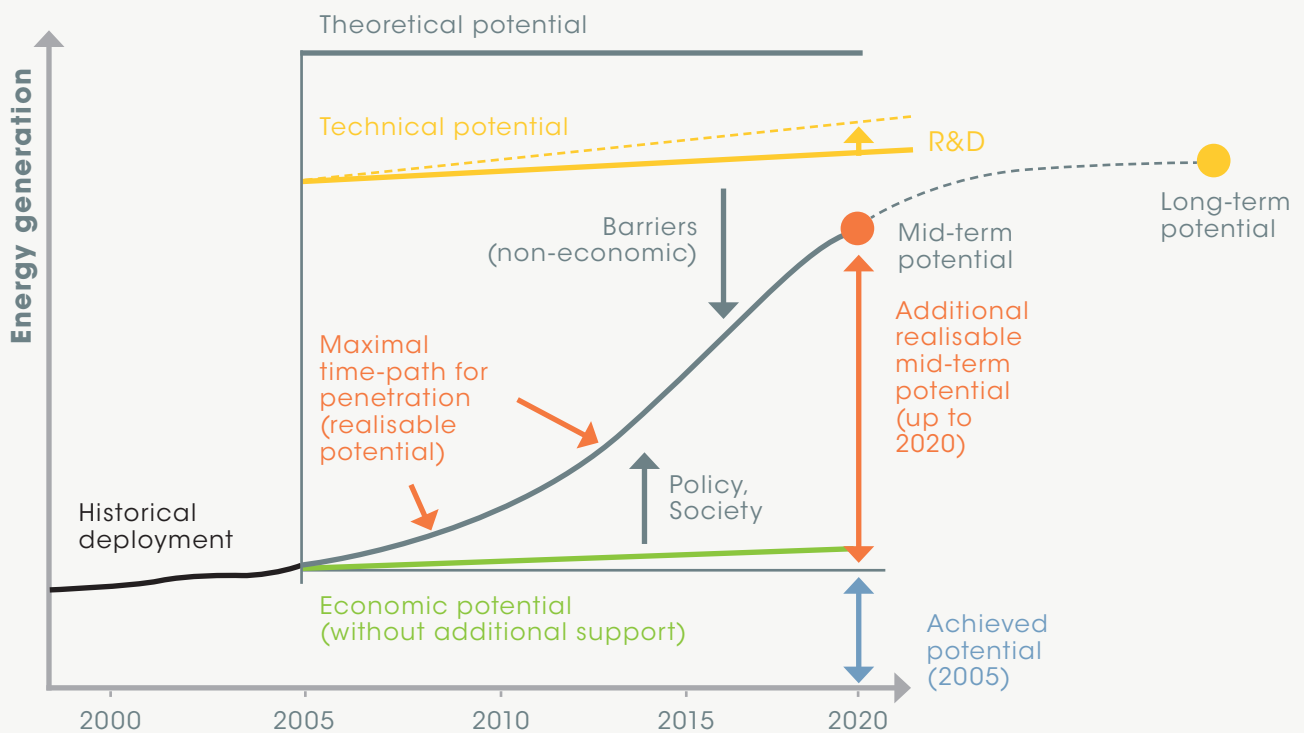 Theoretical potential
Energy generation
Technical potential
R&D
Barriers
(non-economic)
Long-term
potential
Mid-term
potential
Maximal
time-path for
penetration
(realisable
potential)
Additional
realisable
mid-term
potential
(up to
2020)
Policy,
Society
Historical
deployment
Economic potential
(without additional support)
Achieved
potential
(2005)
2000
2005
2010
2015
2020